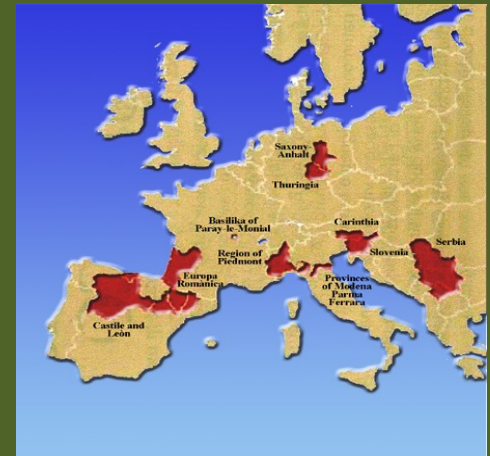 Saxony-
Anhalt
Thuringia
Basilika of
Paray-le-Monial
Carinthia
Region of
Piedmont
Slovenia
Serbia
Europa
Romanica
Provinces
of Modena
Parma
Ferrara
Castile and
León